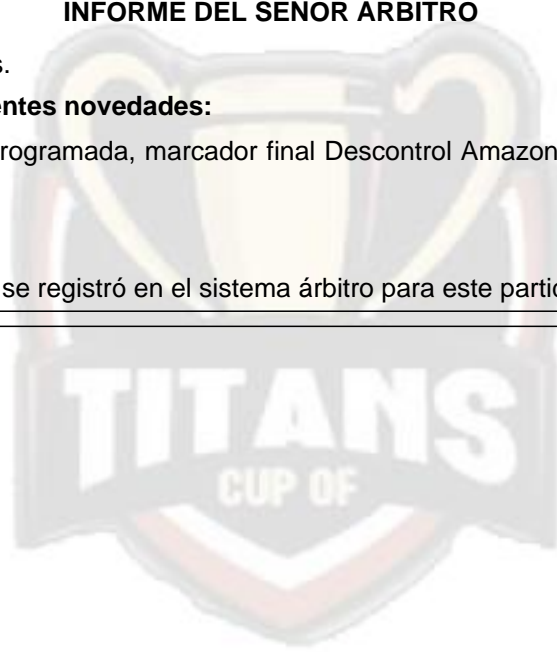 INFORME DEL SEÑOR ARBITRO
s.
entes novedades:
rogramada, marcador final Descontrol Amazon
se registró en el sistema árbitro para este partid
TITANS
CUP OF